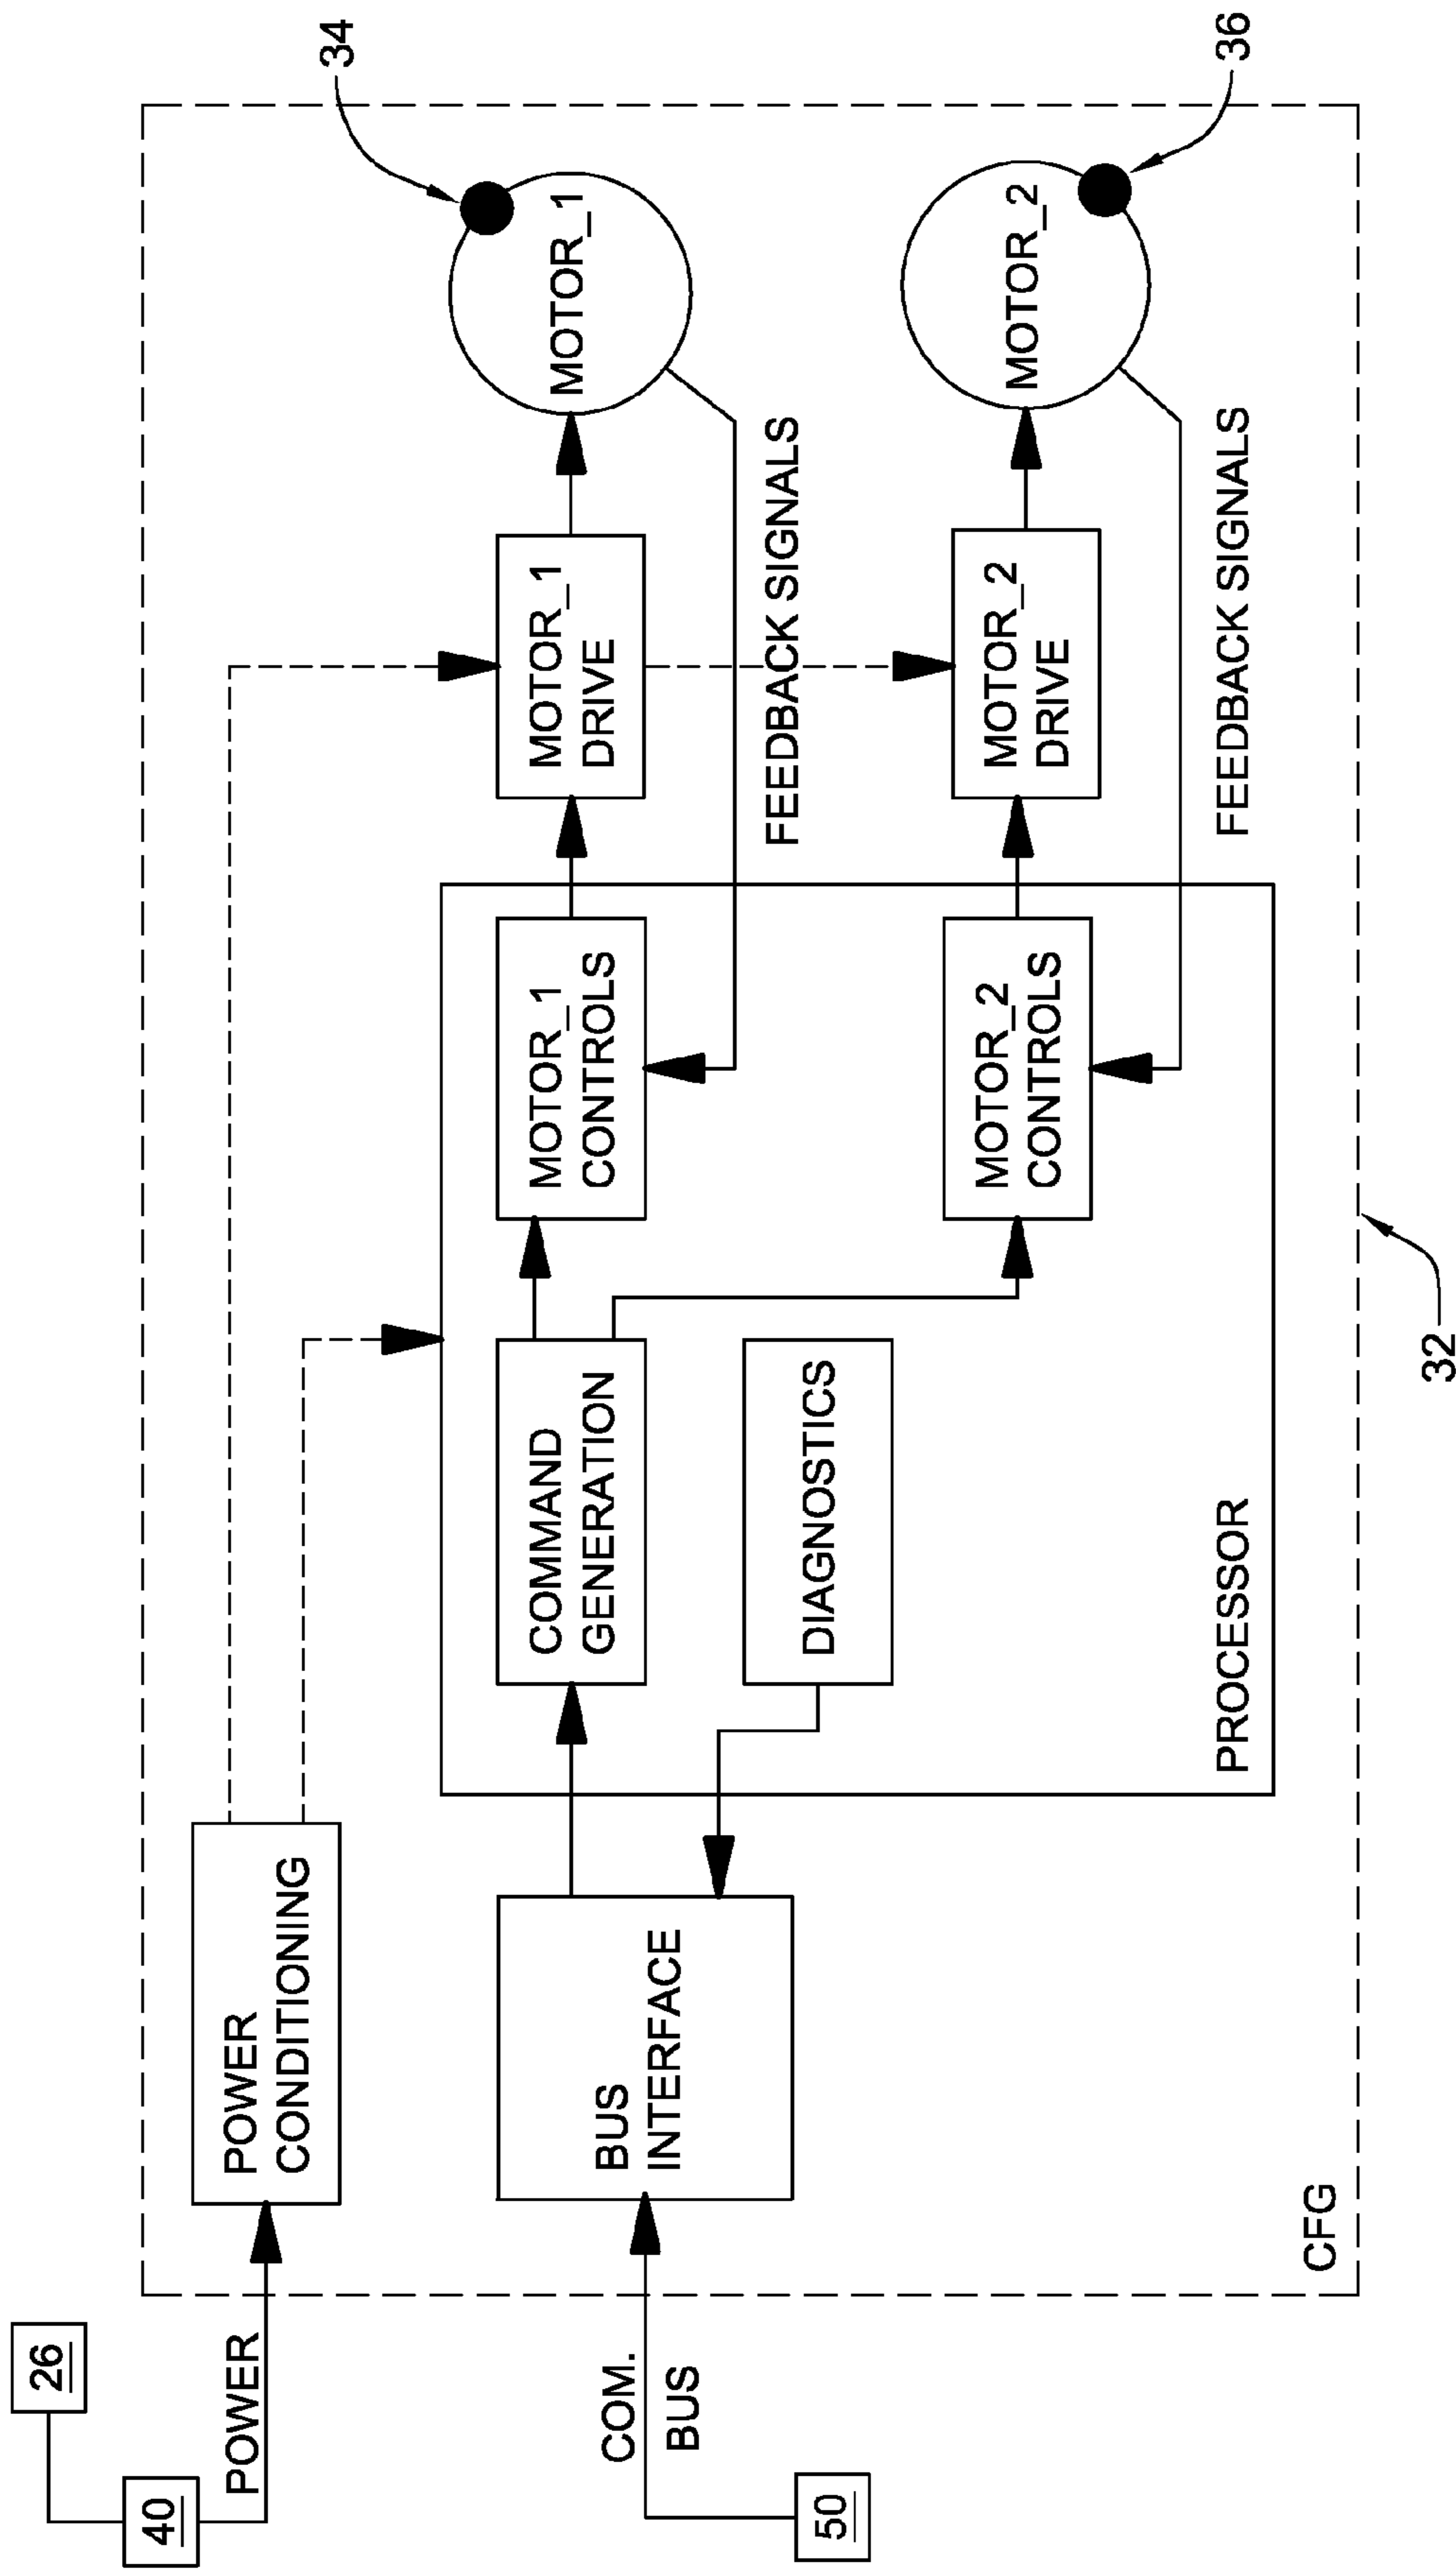 26
40
POWER
POWER
CONDITIONING
34
COM.
BUS
50
BUS
INTERFACE
COMMAND
GENERATION
MOTOR_1
CONTROLS
MOTOR_1
DRIVE
MOTOR_1
FEEDBACK SIGNALS
DIAGNOSTICS
MOTOR_2
CONTROLS
MOTOR_2
DRIVE
MOTOR_2
FEEDBACK SIGNALS
36
PROCESSOR
CFG
32